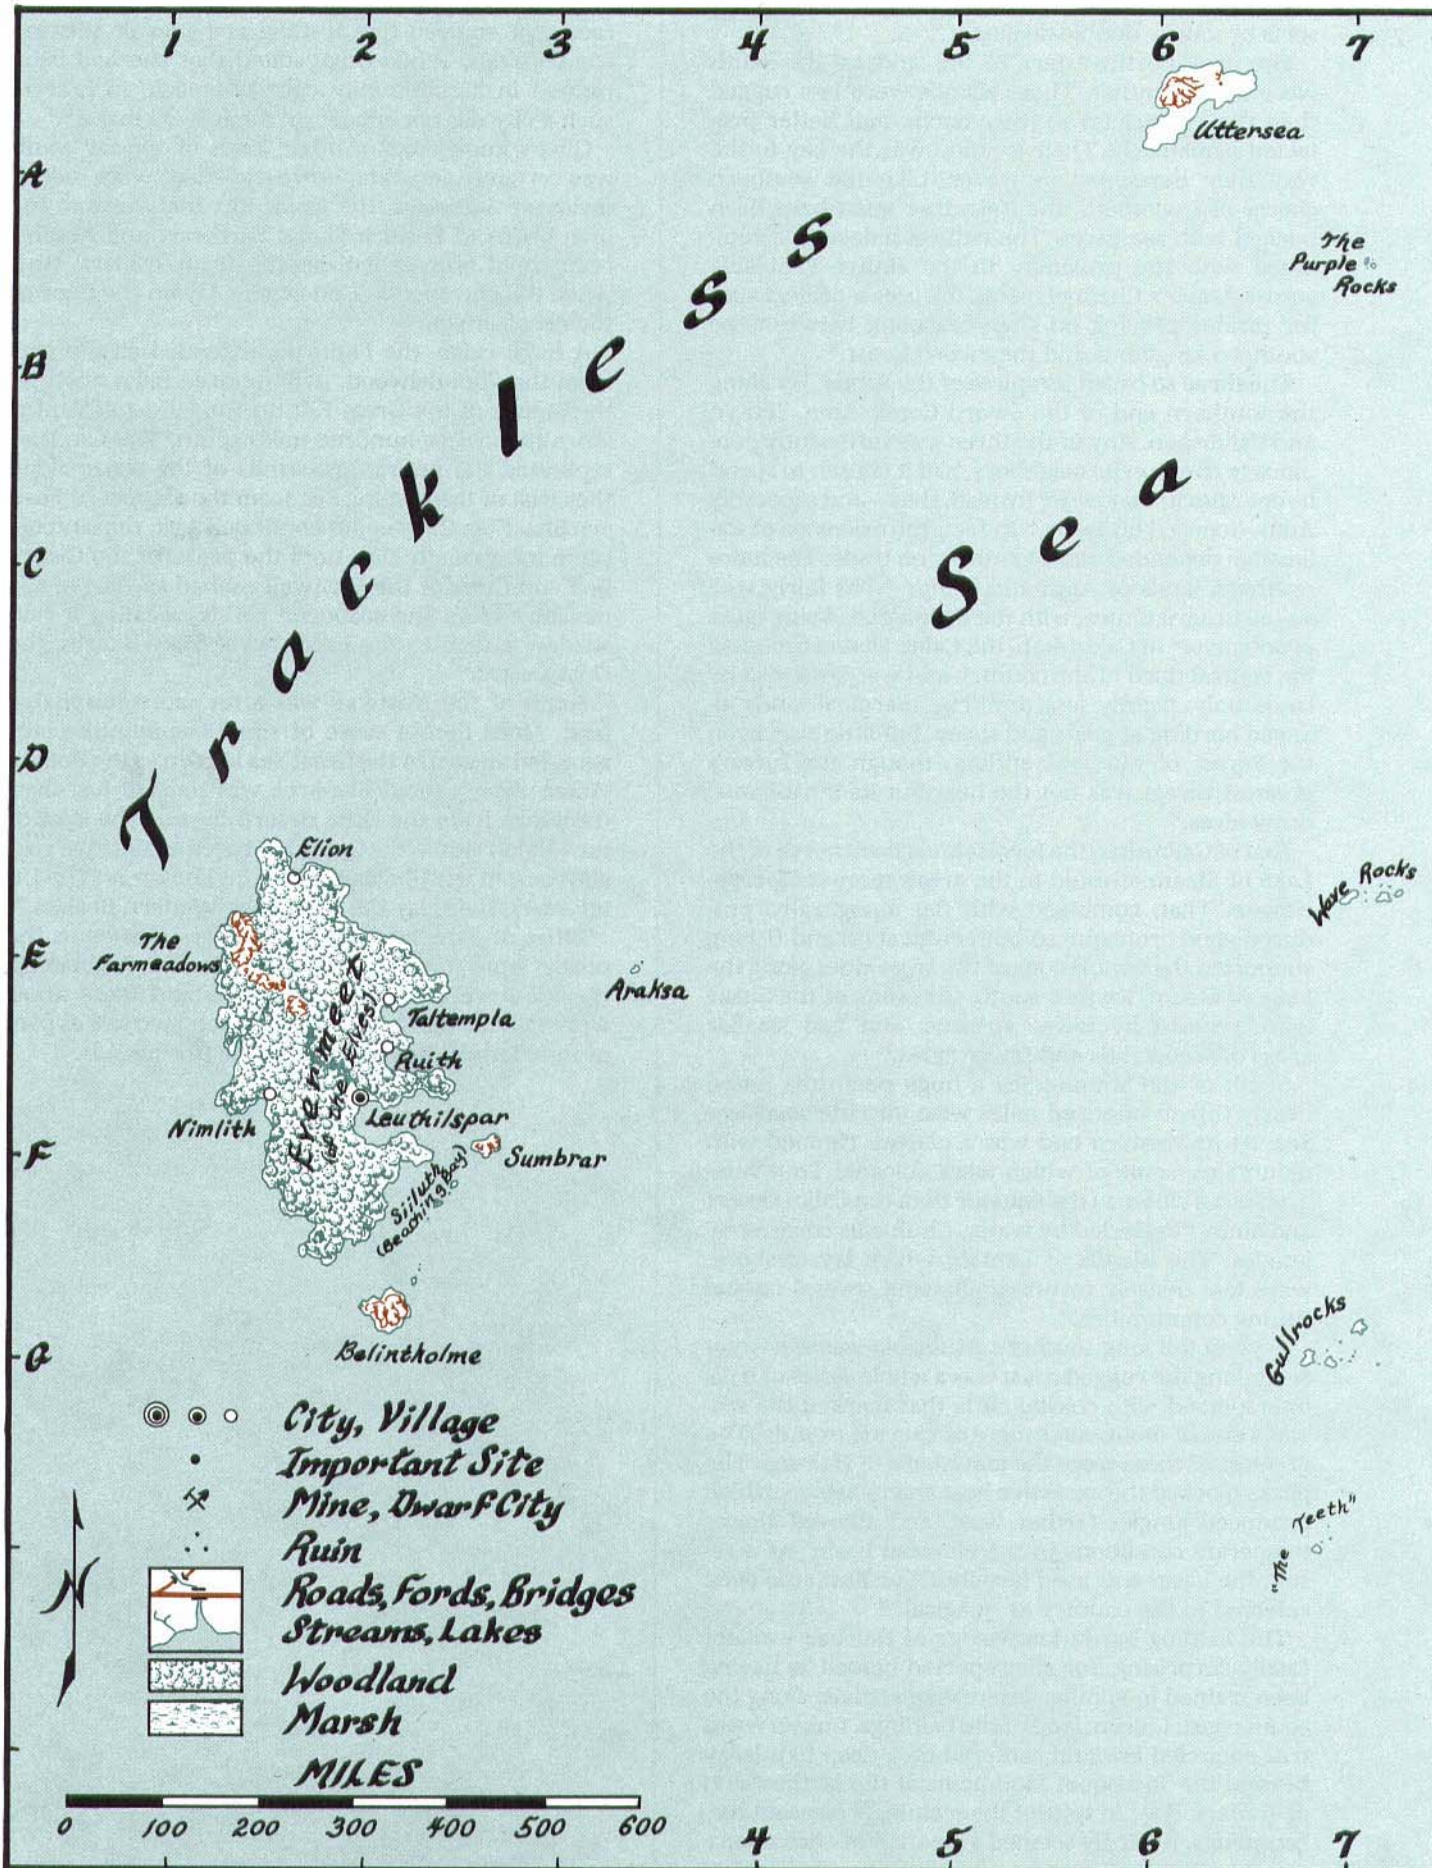 1 2 3 4 5 6 7
Uttersea
A
The
Purple
Rocks
B
C
D
Trackless Sea
Elion
Wave Rocks
The
Farmeadows
E
Evermeet
(of the Elves)
Araksa
Taltempla
Ruith
Leuthilspar
Nimlith
F
Sumbrar
Siiluth
(Beaching Bay)
Gullrocks
Belintholme
G
City, Village
Important Site
Mine, Dwarf City
Ruin
"The Teeth"
N
Roads, Fords, Bridges
Streams, Lakes
Woodland
Marsh
MILES
0 100 200 300 400 500 600
4 5 6 7